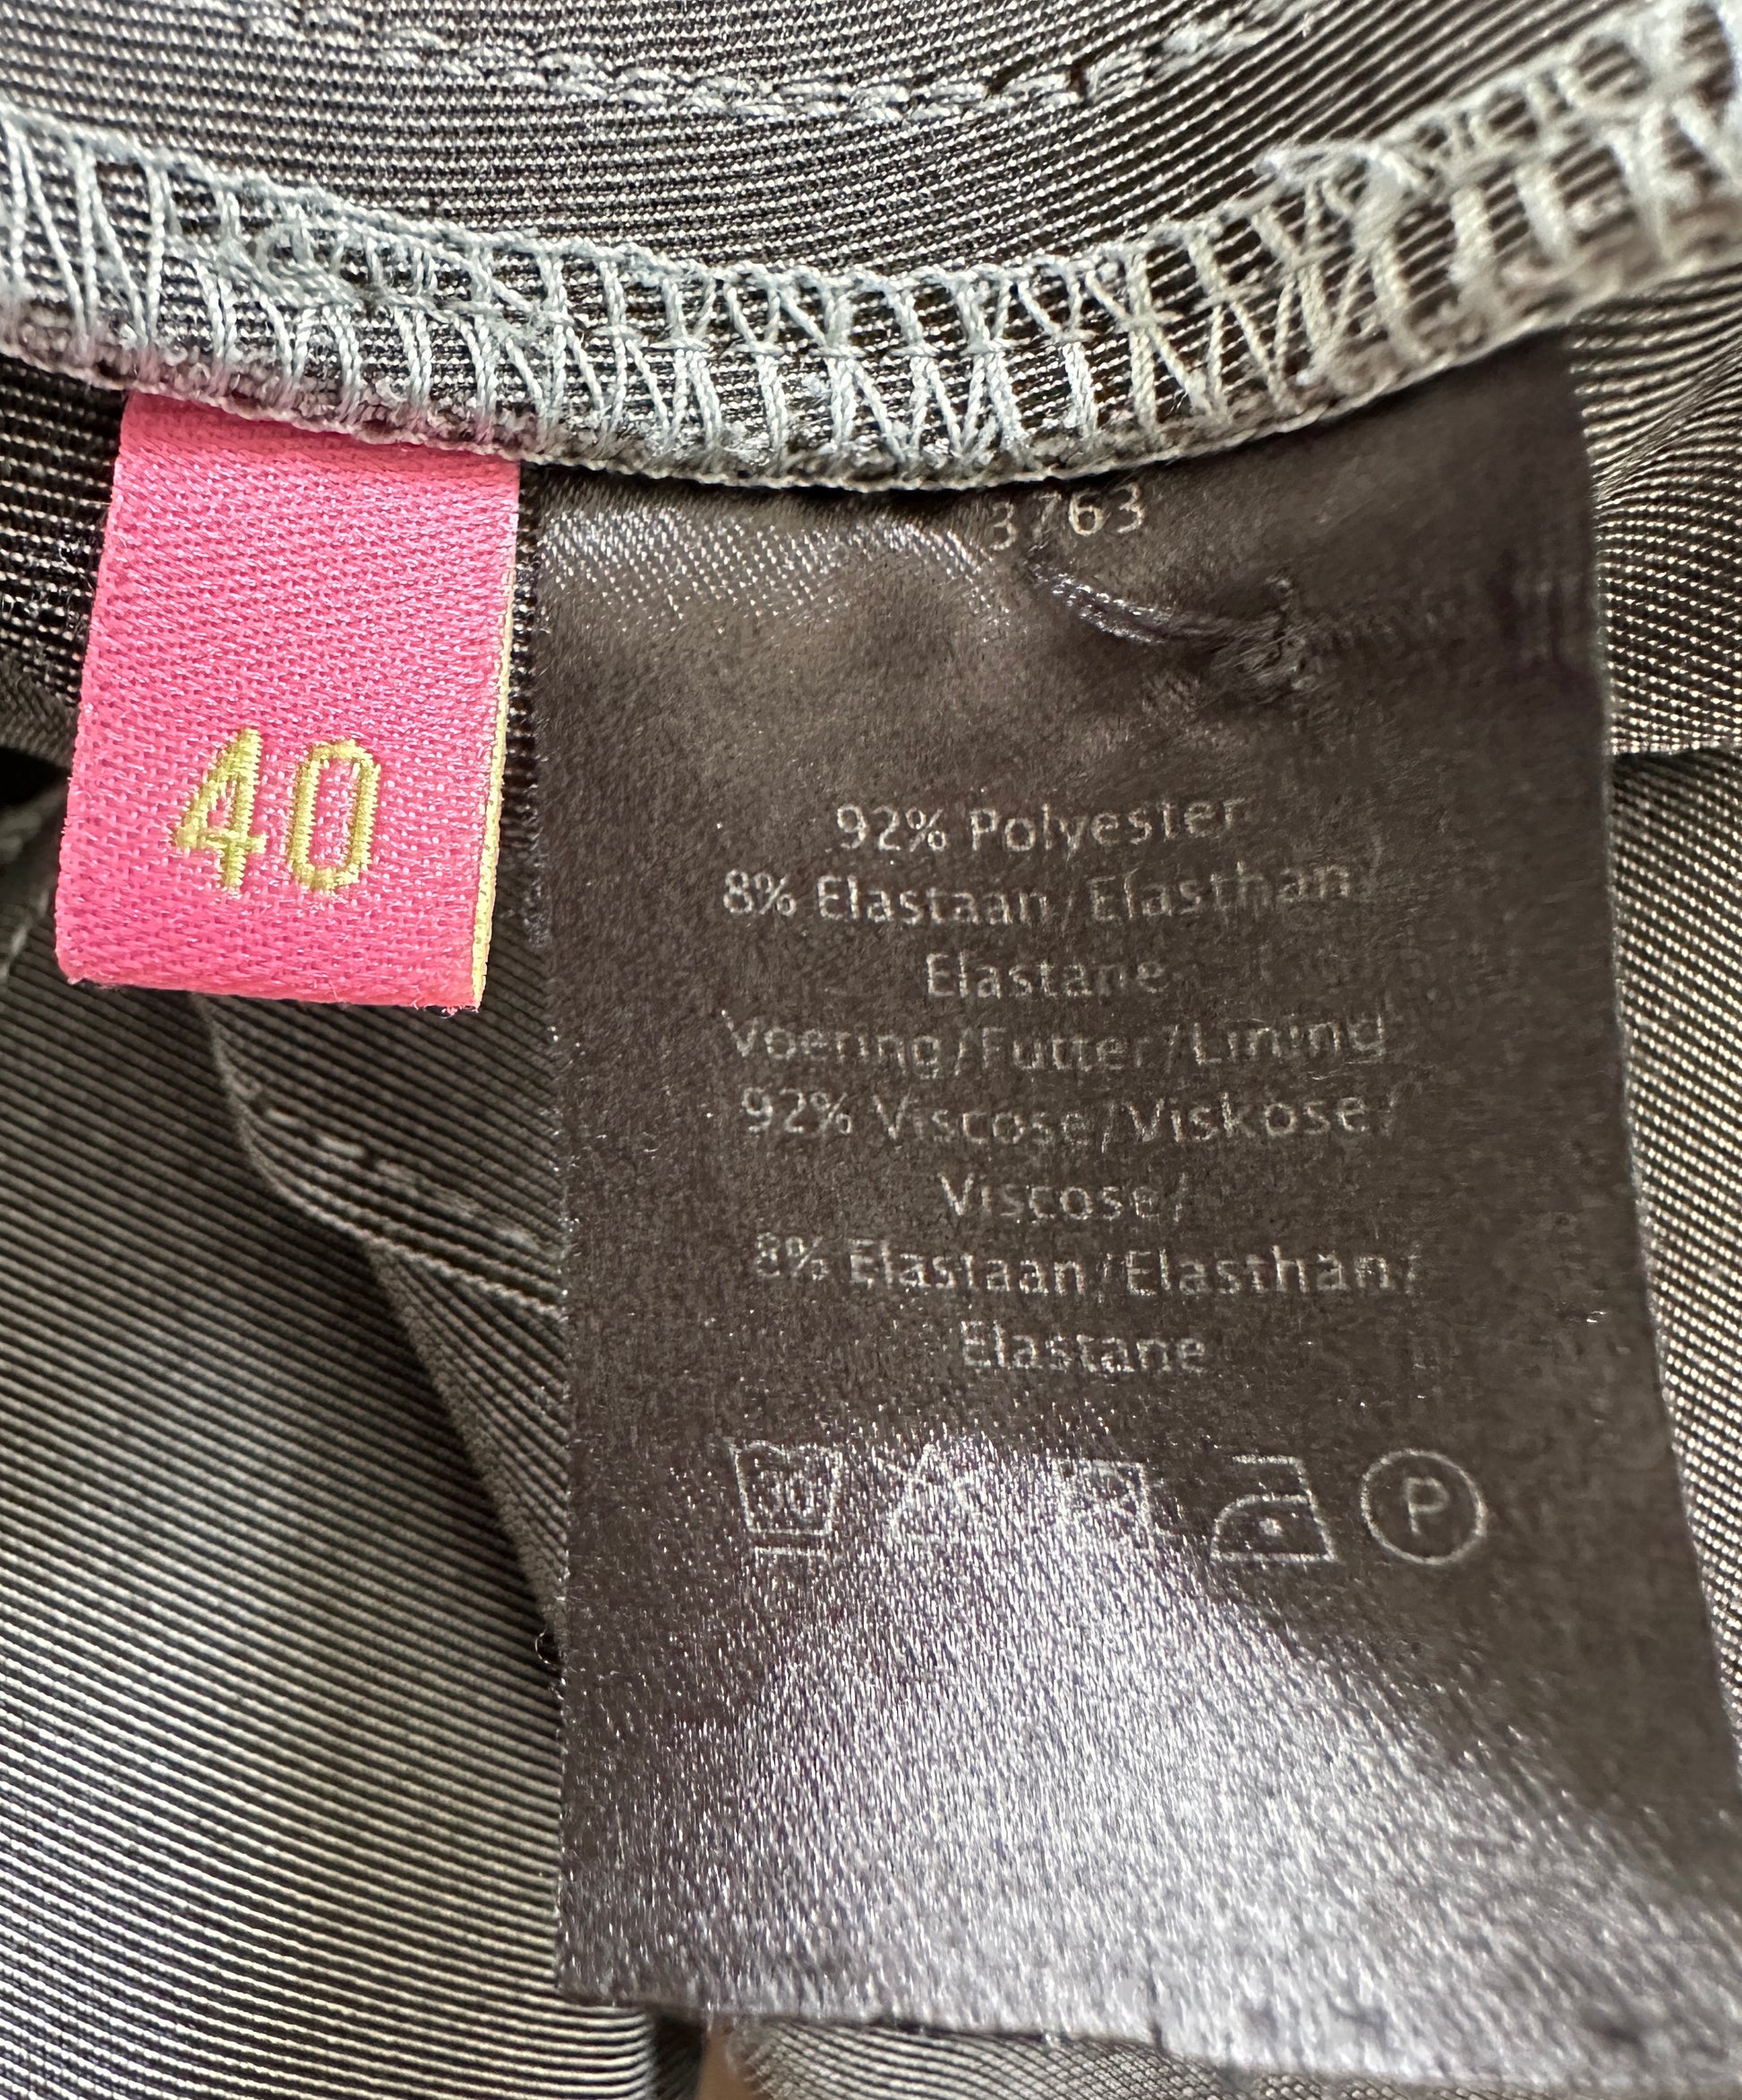 40
3763
92% Polyester
8% Elastaan/Elasthan/
Elastane
Voering/Futter/Lining
92% Viscose/Viskose/
Viscose/
8% Elastaan/Elasthan/
Elastane
30
P